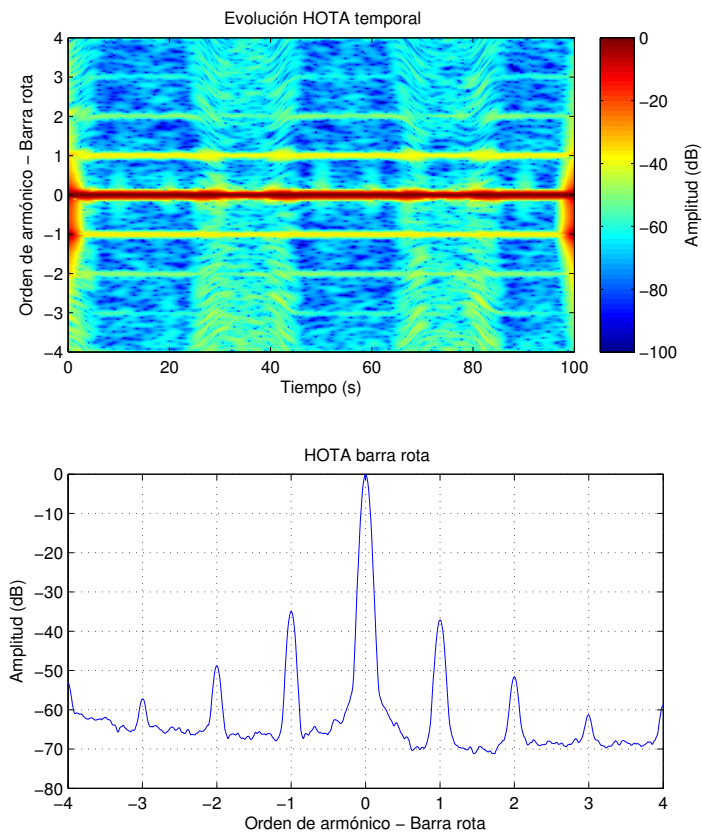 Evolución HOTA temporal
Orden de armónico − Barra rota
4
3
2
1
0
−1
−2
−3
−4
0 20 40 60 80 100
Tiempo (s)
0
−20
−40
−60
−80
−100
Amplitud (dB)
HOTA barra rota
Amplitud (dB)
0
−10
−20
−30
−40
−50
−60
−70
−80
−4 −3 −2 −1 0 1 2 3 4
Orden de armónico − Barra rota